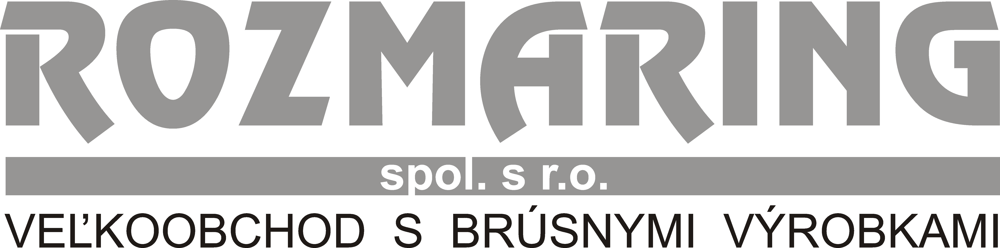 ROZMARING
spol. s r.o.
VEĽKOOBCHOD S BRÚSNYMI VÝROBKAMI